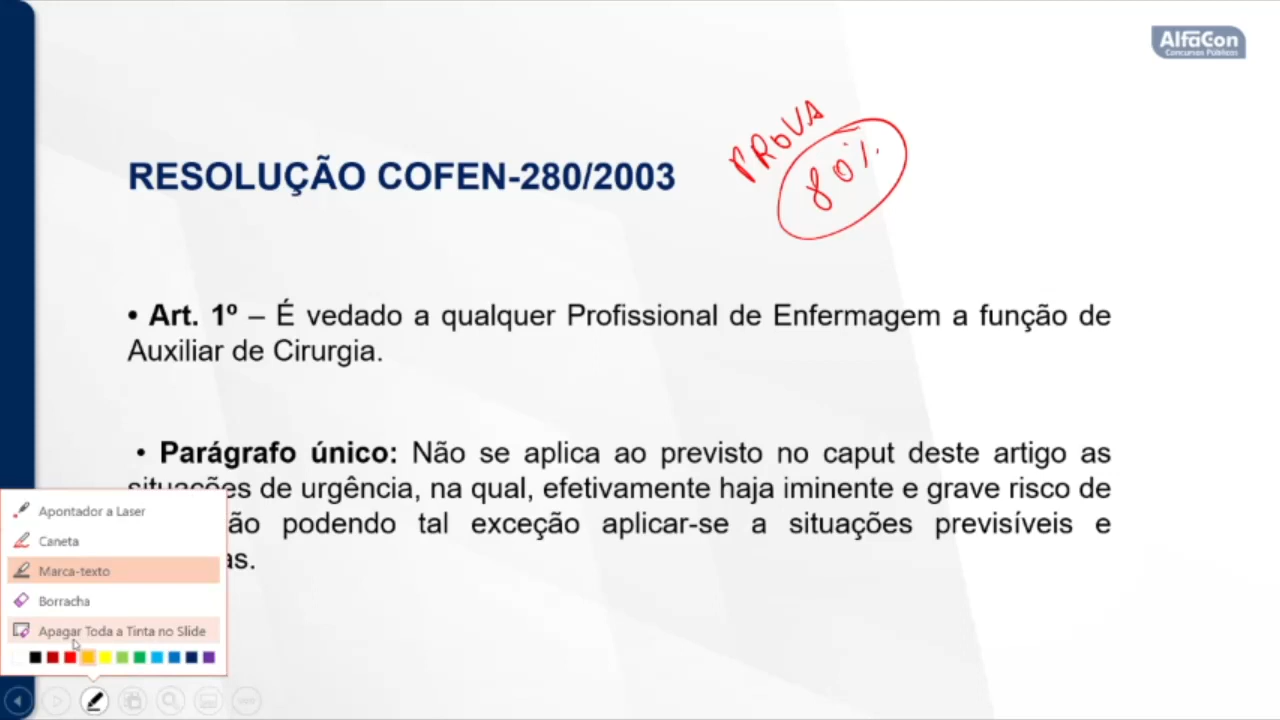 AlfaCon
Concursos Públicos
PROVA
80%
RESOLUÇÃO COFEN-280/2003
• Art. 1º – É vedado a qualquer Profissional de Enfermagem a função de
Auxiliar de Cirurgia.
• Parágrafo único: Não se aplica ao previsto no caput deste artigo as
situações de urgência, na qual, efetivamente haja iminente e grave risco de
ão podendo tal exceção aplicar-se a situações previsíveis e
as.
Apontador a Laser
Caneta
Marca-texto
Borracha
Apagar Toda a Tinta no Slide